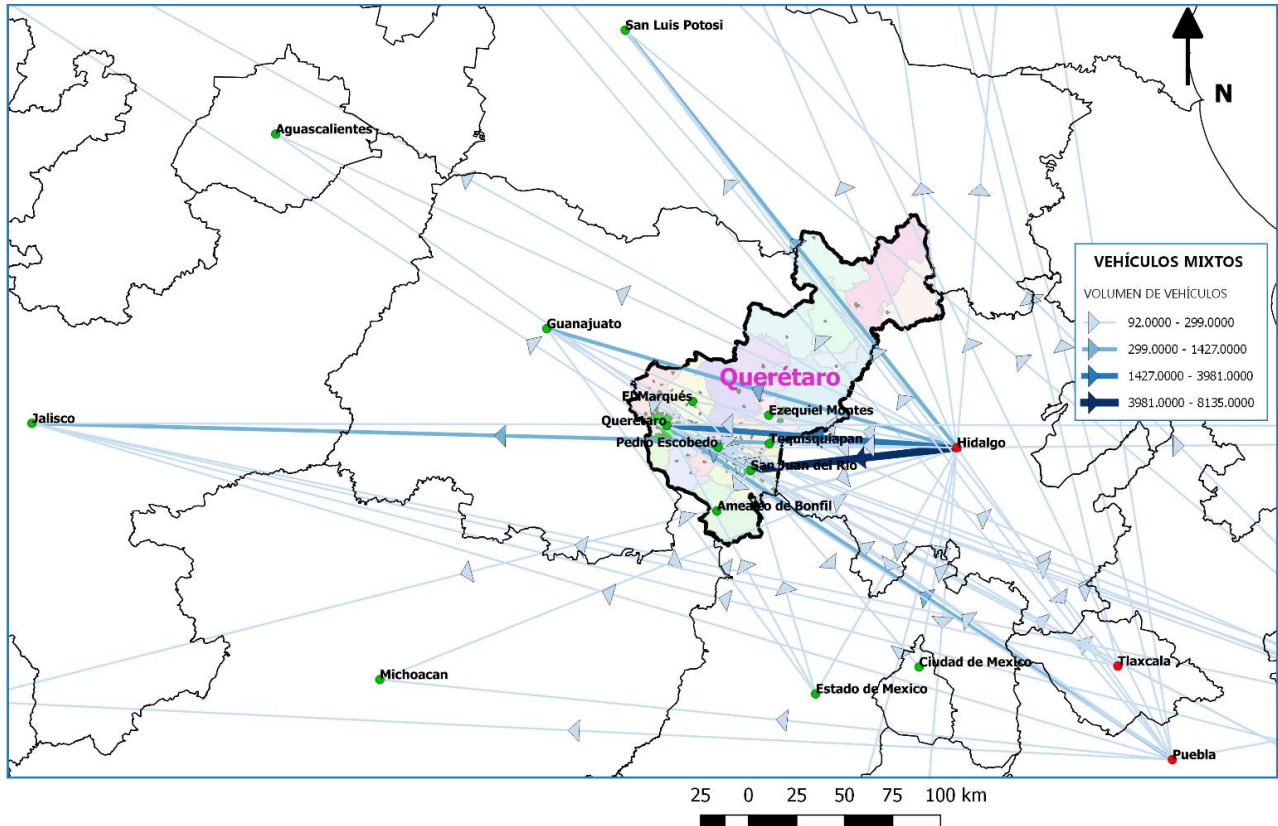 San Luis Potosi
N
Aguascalientes
VEHÍCULOS MIXTOS
VOLUMEN DE VEHÍCULOS
92.0000 - 299.0000
299.0000 - 1427.0000
1427.0000 - 3981.0000
3981.0000 - 8135.0000
Guanajuato
Querétaro
El Marqués
Ezequiel Montes
Jalisco
Querétaro
Pedro Escobedo
Tequisquiapan
Hidalgo
San Juan del Río
Amealco de Bonfil
Michoacan
Ciudad de Mexico
Tlaxcala
Estado de Mexico
Puebla
25 0 25 50 75 100 km